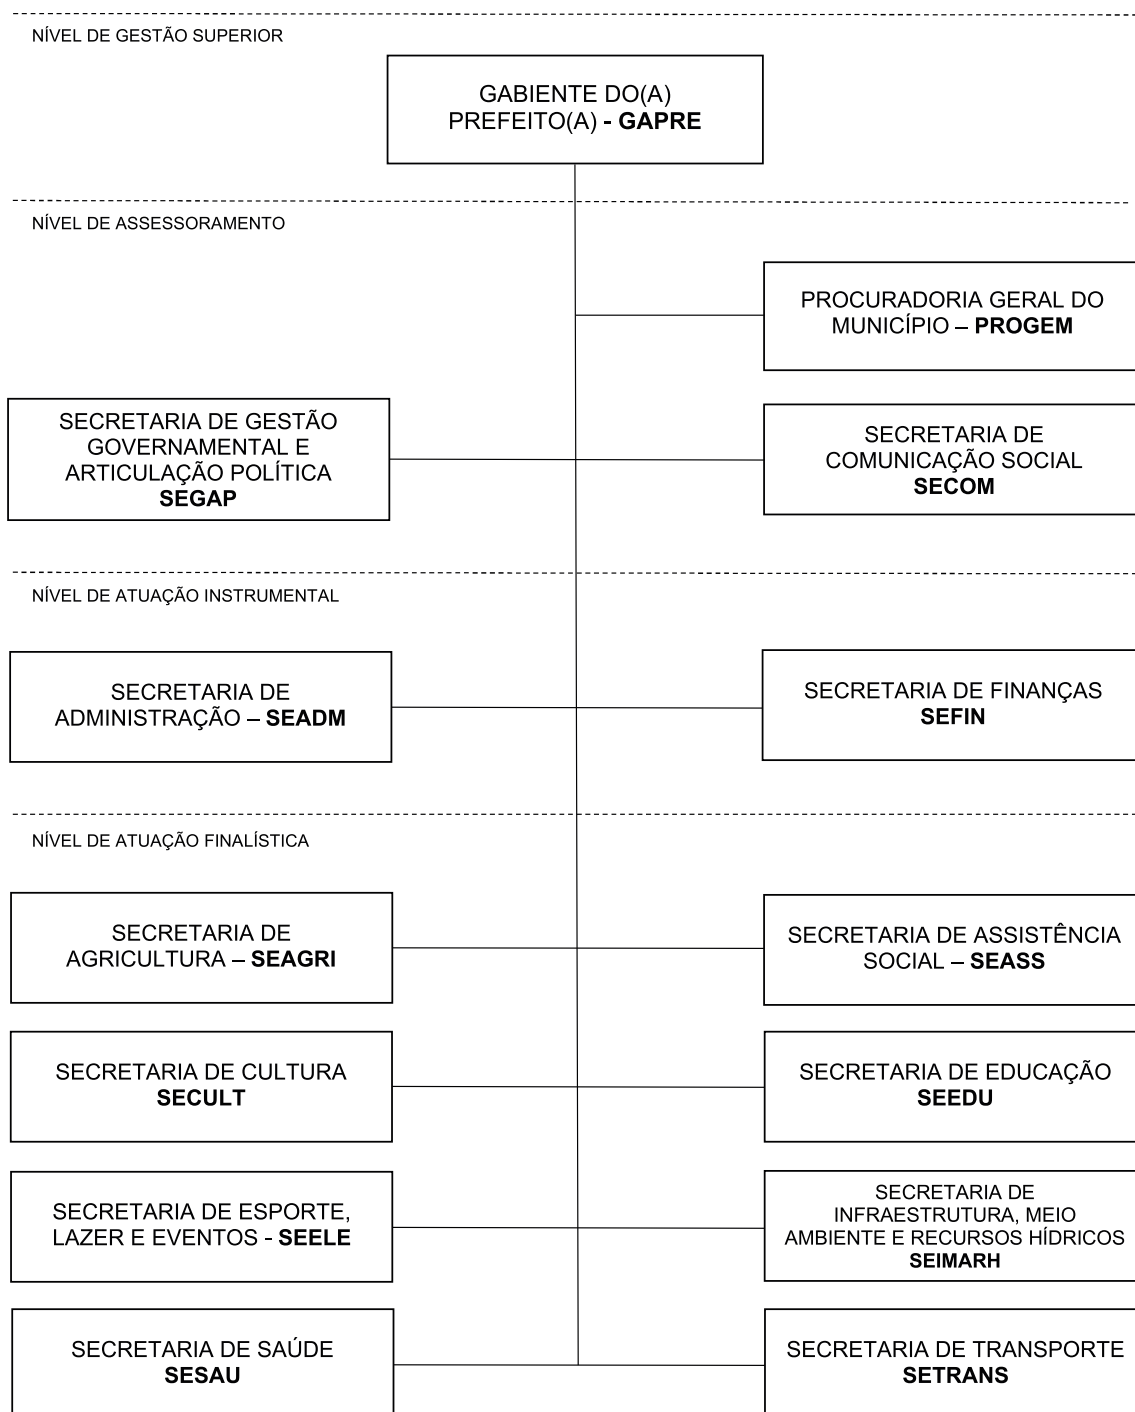 NÍVEL DE GESTÃO SUPERIOR
GABIENTE DO(A)
PREFEITO(A) - GAPRE
NÍVEL DE ASSESSORAMENTO
PROCURADORIA GERAL DO
MUNICÍPIO – PROGEM
SECRETARIA DE GESTÃO
GOVERNAMENTAL E
ARTICULAÇÃO POLÍTICA
SEGAP
SECRETARIA DE
COMUNICAÇÃO SOCIAL
SECOM
NÍVEL DE ATUAÇÃO INSTRUMENTAL
SECRETARIA DE
ADMINISTRAÇÃO – SEADM
SECRETARIA DE FINANÇAS
SEFIN
NÍVEL DE ATUAÇÃO FINALÍSTICA
SECRETARIA DE
AGRICULTURA – SEAGRI
SECRETARIA DE ASSISTÊNCIA
SOCIAL – SEASS
SECRETARIA DE CULTURA
SECULT
SECRETARIA DE EDUCAÇÃO
SEEDU
SECRETARIA DE ESPORTE,
LAZER E EVENTOS - SEELE
SECRETARIA DE
INFRAESTRUTURA, MEIO
AMBIENTE E RECURSOS HÍDRICOS
SEIMARH
SECRETARIA DE SAÚDE
SESAU
SECRETARIA DE TRANSPORTE
SETRANS